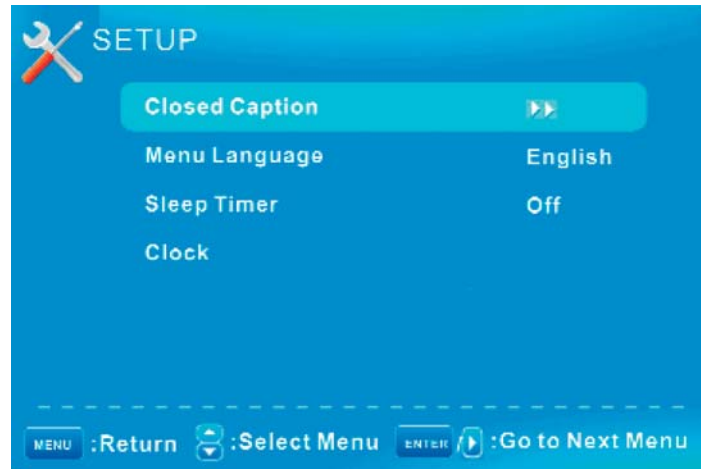 SETUP
Closed Caption
Menu Language English
Sleep Timer Off
Clock
MENU :Return :Select Menu ENTER / :Go to Next Menu